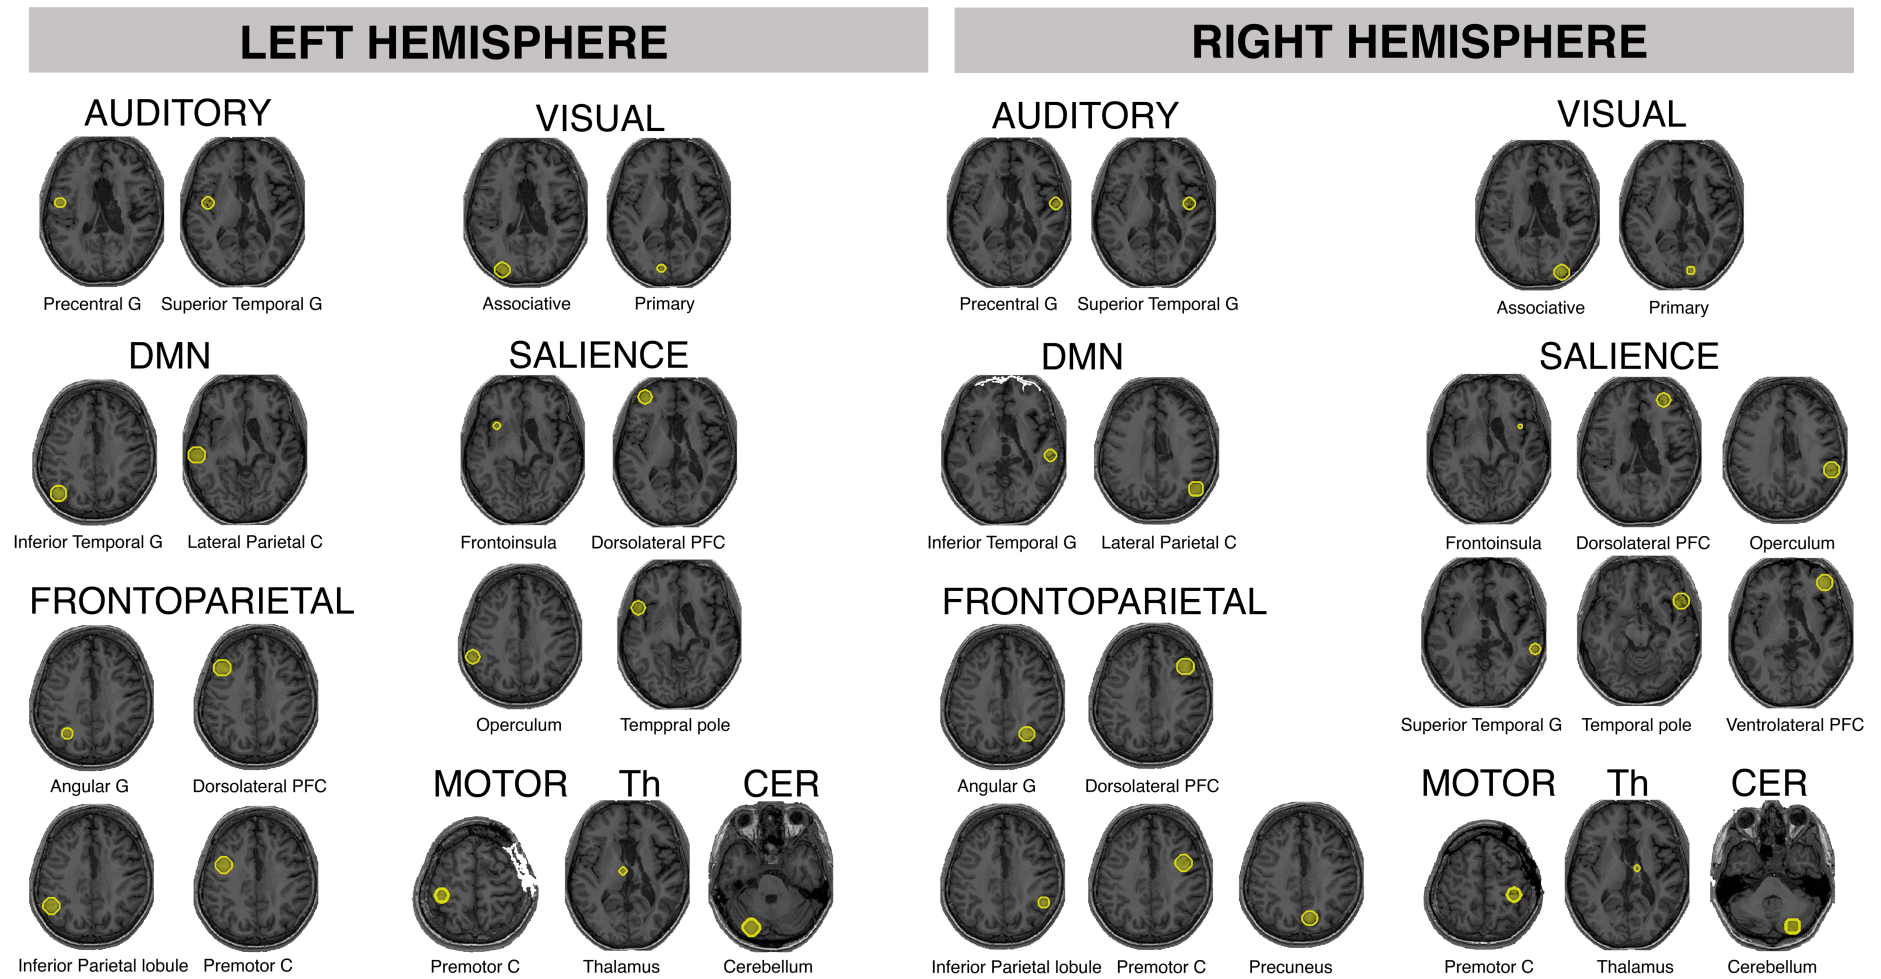 LEFT HEMISPHERE
AUDITORY
VISUAL
Precentral G
Superior Temporal G
Associative
Primary
DMN
SALIENCE
Inferior Temporal G
Lateral Parietal C
Frontoinsula
Dorsolateral PFC
FRONTOPARIETAL
Operculum
Temppral pole
Angular G
Dorsolateral PFC
MOTOR
Th
CER
Inferior Parietal lobule
Premotor C
Premotor C
Thalamus
Cerebellum
RIGHT HEMISPHERE
AUDITORY
VISUAL
Precentral G
Superior Temporal G
Associative
Primary
DMN
SALIENCE
Inferior Temporal G
Lateral Parietal C
Frontoinsula
Dorsolateral PFC
Operculum
FRONTOPARIETAL
Superior Temporal G
Temporal pole
Ventrolateral PFC
Angular G
Dorsolateral PFC
MOTOR
Th
CER
Inferior Parietal lobule
Premotor C
Precuneus
Premotor C
Thalamus
Cerebellum